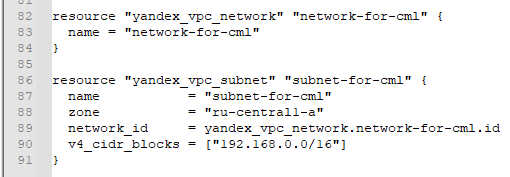 82 resource "yandex_vpc_network" "network-for-cml" {
83   name = "network-for-cml"
84 }
85
86 resource "yandex_vpc_subnet" "subnet-for-cml" {
87   name           = "subnet-for-cml"
88   zone           = "ru-central1-a"
89   network_id     = yandex_vpc_network.network-for-cml.id
90   v4_cidr_blocks = ["192.168.0.0/16"]
91 }